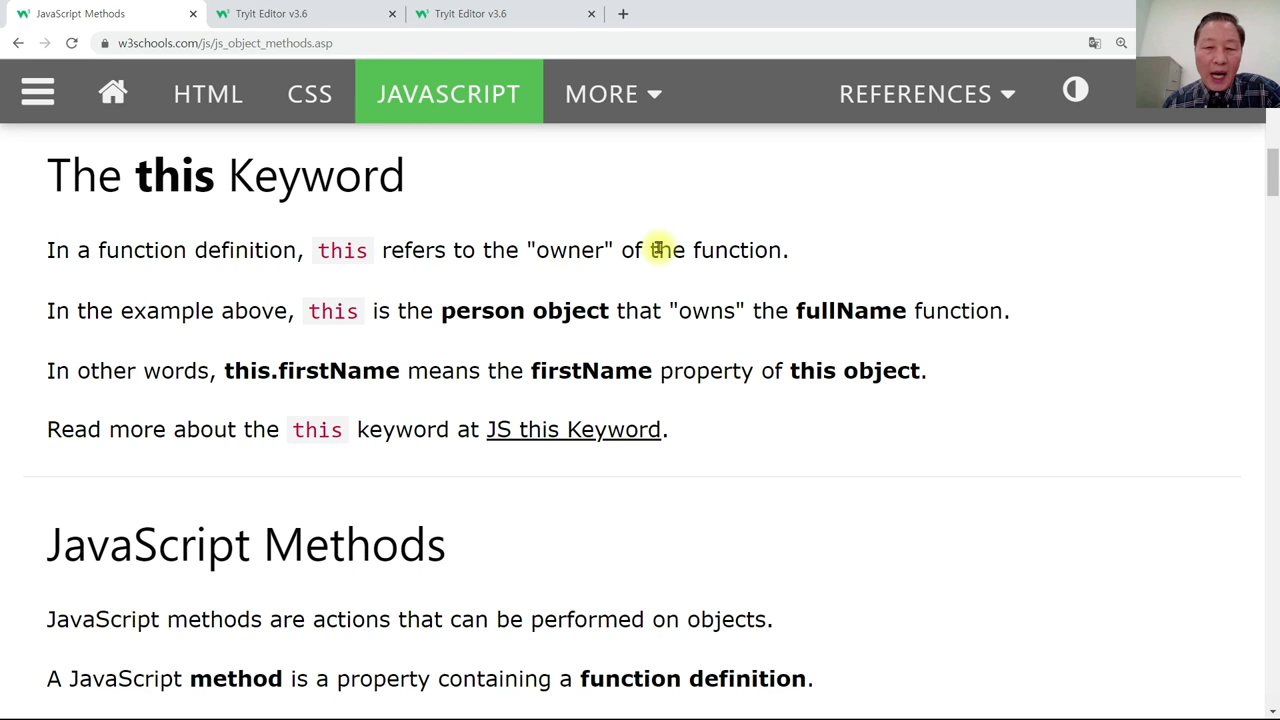 JavaScript Methods
Tryit Editor v3.6
Tryit Editor v3.6
w3schools.com/js/js_object_methods.asp
HTML CSS JAVASCRIPT MORE REFERENCES
The this Keyword
In a function definition, this refers to the "owner" of the function.
In the example above, this is the person object that "owns" the fullName function.
In other words, this.firstName means the firstName property of this object.
Read more about the this keyword at JS this Keyword.
JavaScript Methods
JavaScript methods are actions that can be performed on objects.
A JavaScript method is a property containing a function definition.